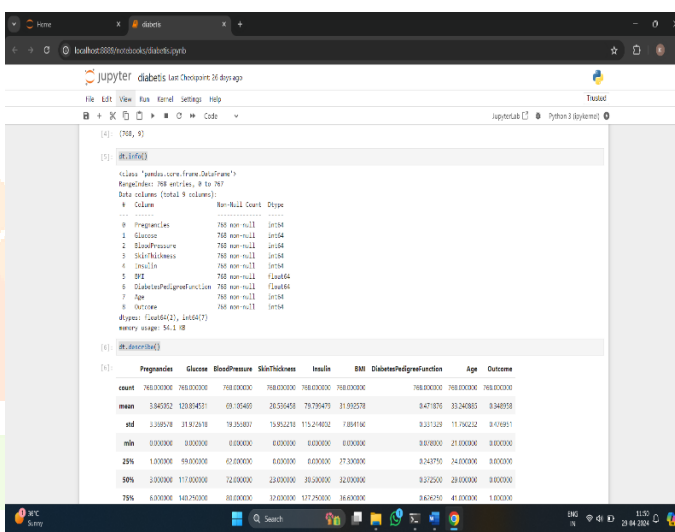 Home
diabetis
localhost:8889/notebooks/diabetis.ipynb
jupyter diabetis Last Checkpoint: 26 days ago
File Edit View Run Kernel Settings Help
Trusted
Code
JupyterLab
Python 3 (ipykernel)
[4]: (768, 9)
[5]: dt.info()
<class 'pandas.core.frame.DataFrame'>
RangeIndex: 768 entries, 0 to 767
Data columns (total 9 columns):
# Column Non-Null Count Dtype
--- ------ -------------- -----
0 Pregnancies 768 non-null int64
1 Glucose 768 non-null int64
2 BloodPressure 768 non-null int64
3 SkinThickness 768 non-null int64
4 Insulin 768 non-null int64
5 BMI 768 non-null float64
6 DiabetesPedigreeFunction 768 non-null float64
7 Age 768 non-null int64
8 Outcome 768 non-null int64
dtypes: float64(2), int64(7)
memory usage: 54.1 KB
[6]: dt.describe()
[6]: Pregnancies Glucose BloodPressure SkinThickness Insulin BMI DiabetesPedigreeFunction Age Outcome
count 768.000000 768.000000 768.000000 768.000000 768.000000 768.000000 768.000000 768.000000 768.000000
mean 3.845052 120.894531 69.105469 20.536458 79.799479 31.992578 0.471876 33.240885 0.348958
std 3.369578 31.972618 19.355807 15.952218 115.244002 7.884160 0.331329 11.760232 0.476951
min 0.000000 0.000000 0.000000 0.000000 0.000000 0.000000 0.078000 21.000000 0.000000
25% 1.000000 99.000000 62.000000 0.000000 0.000000 27.300000 0.243750 24.000000 0.000000
50% 3.000000 117.000000 72.000000 23.000000 30.500000 32.000000 0.372500 29.000000 0.000000
75% 6.000000 140.250000 80.000000 32.000000 127.250000 36.600000 0.626250 41.000000 1.000000
36°C
Sunny
Search
ENG
IN
11:50
29-04-2024